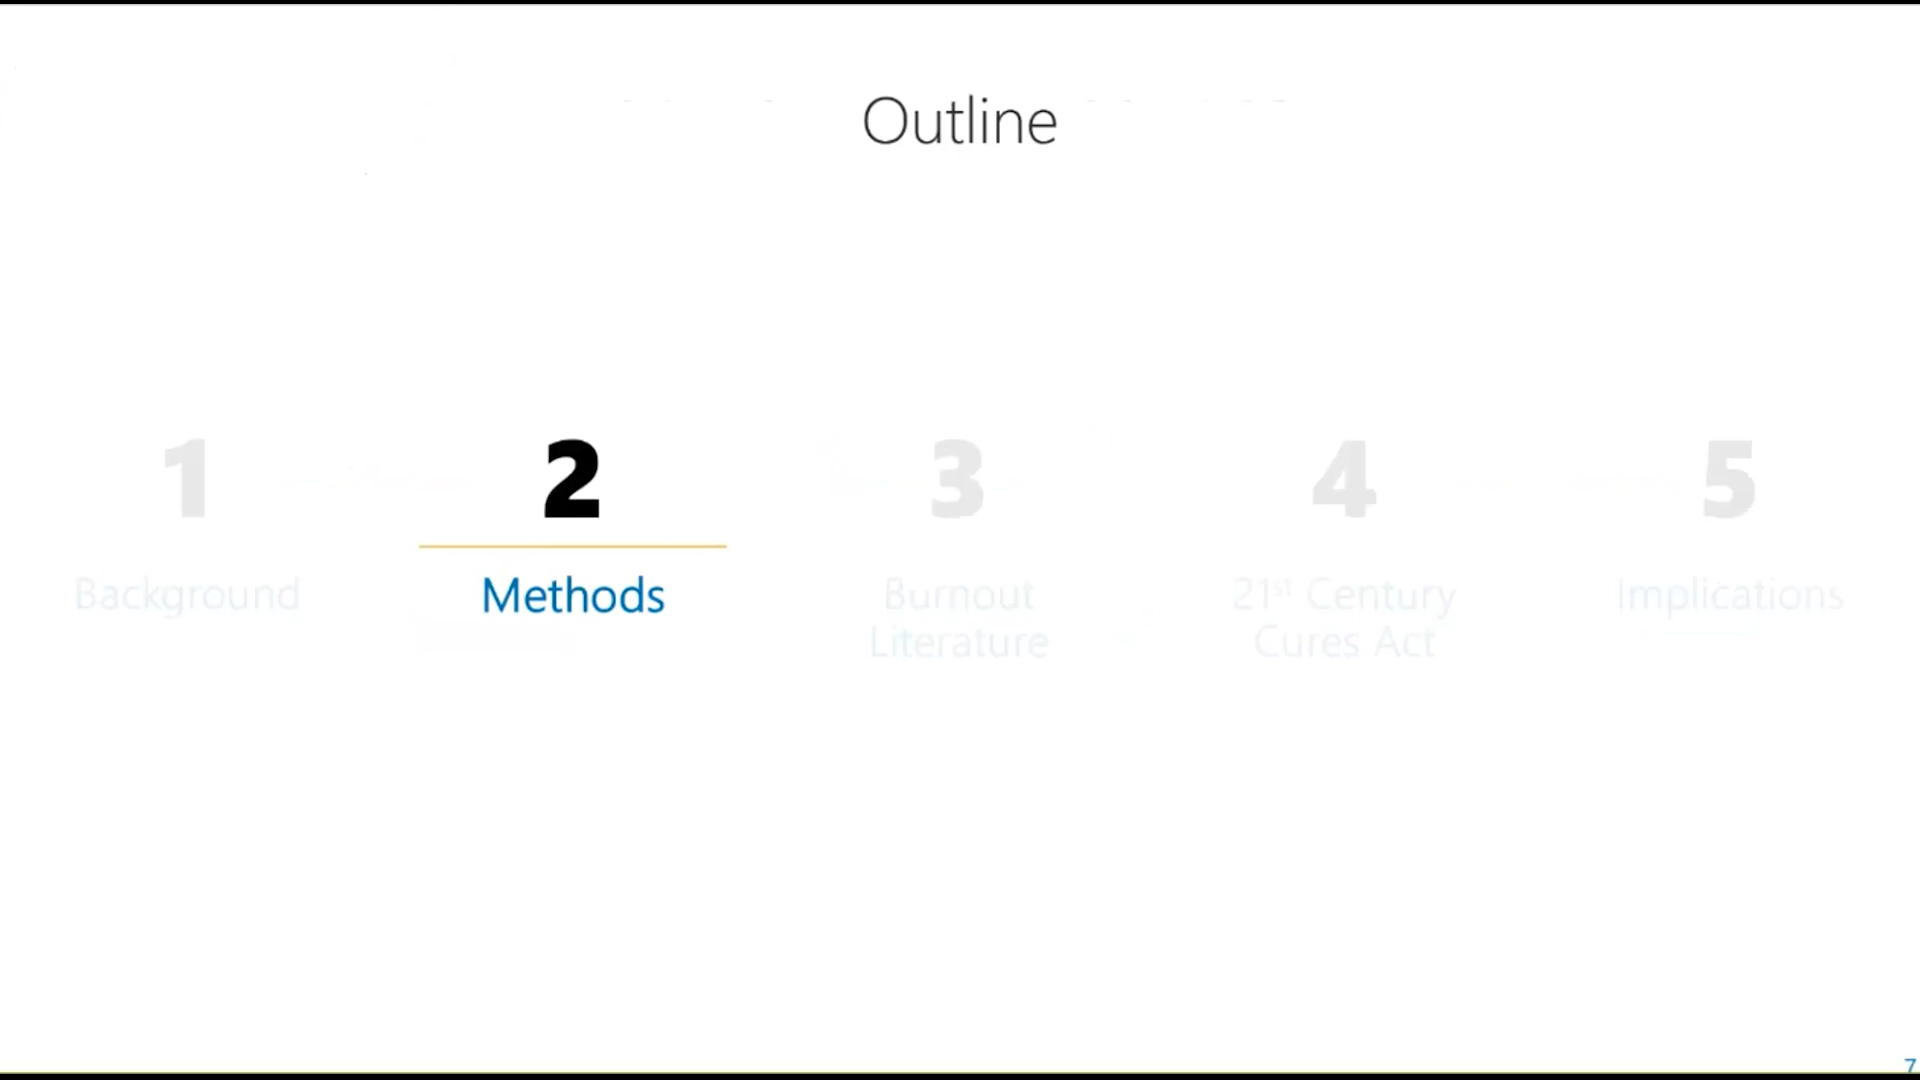 Outline
1
Background
2
Methods
3
Burnout
Literature
4
21st Century
Cures Act
5
Implications
7